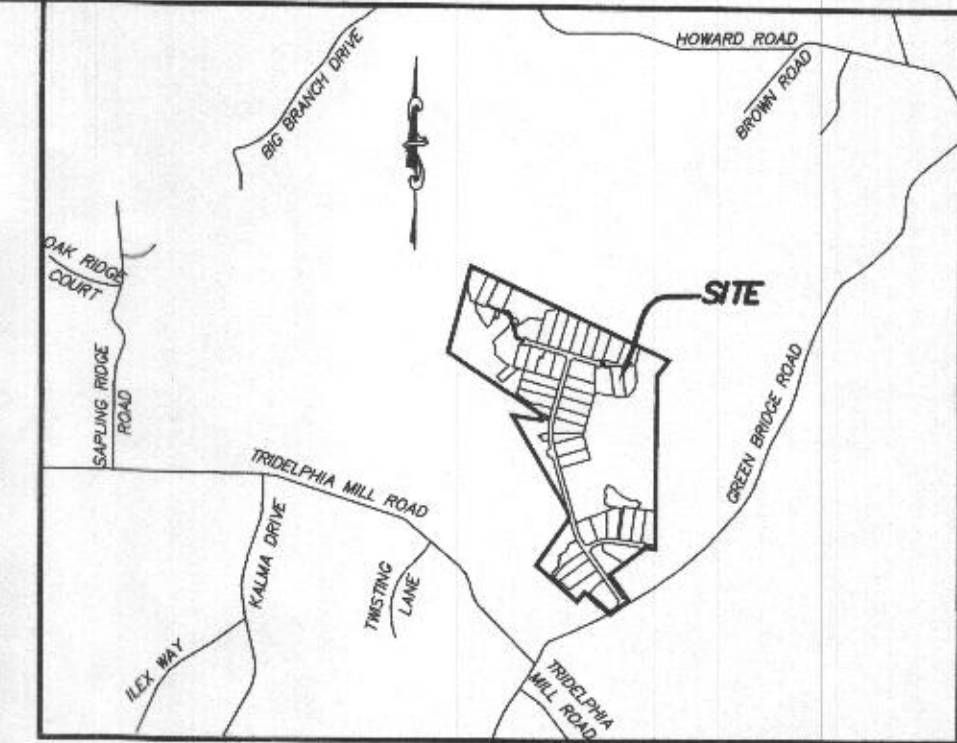 HOWARD ROAD
BIG BRANCH DRIVE
BROWN ROAD
OAK RIDGE
COURT
SITE
SAPLING RIDGE
ROAD
GREEN BRIDGE ROAD
TRIDELPHIA MILL ROAD
KALMA DRIVE
TWISTING
LANE
ILEX WAY
TRIDELPHIA
MILL ROAD